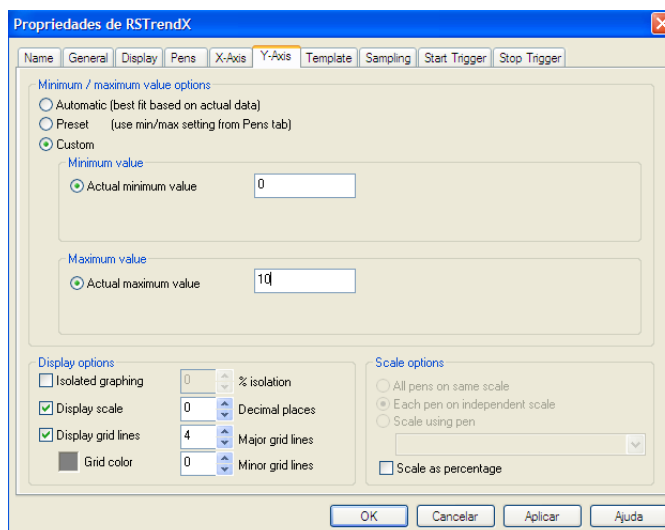 Propriedades de RSTrendX
Name General Display Pens X-Axis Y-Axis Template Sampling Start Trigger Stop Trigger
Minimum / maximum value options
Automatic (best fit based on actual data)
Preset (use min/max setting from Pens tab)
Custom
Minimum value
Actual minimum value 0
Maximum value
Actual maximum value 10
Display options
Isolated graphing 0 % isolation
Display scale 0 Decimal places
Display grid lines 4 Major grid lines
Grid color 0 Minor grid lines
Scale options
All pens on same scale
Each pen on independent scale
Scale using pen
Scale as percentage
OK Cancelar Aplicar Ajuda